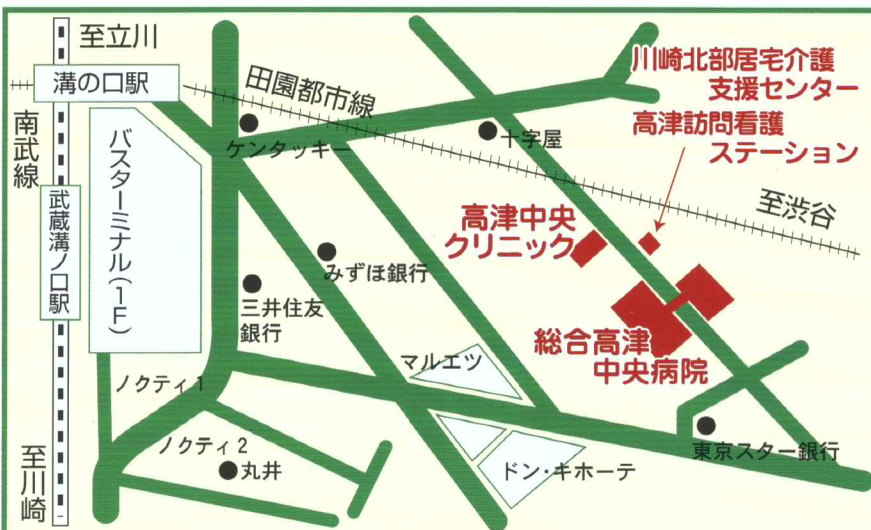 至立川
溝の口駅
南武線
田園都市線
川崎北部居宅介護
支援センター
高津訪問看護
ステーション
ケンタッキー
十字屋
バスターミナル(1F)
武蔵溝ノ口駅
至渋谷
高津中央
クリニック
みずほ銀行
三井住友
銀行
総合高津
中央病院
マルエツ
ノクティ1
ノクティ2
丸井
ドン・キホーテ
東京スター銀行
至川崎